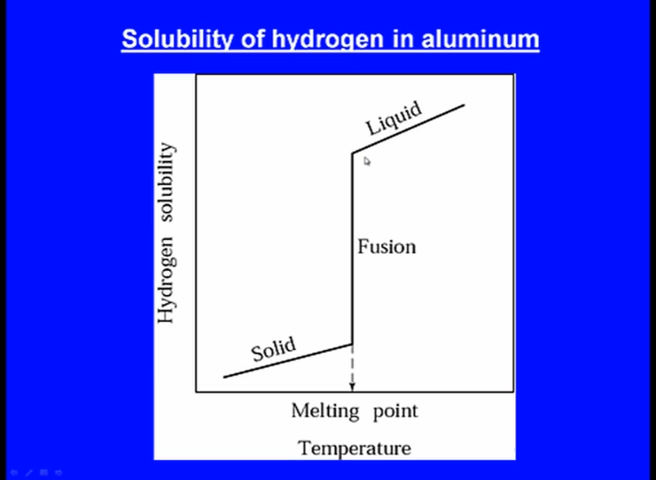 Solubility of hydrogen in aluminum
Hydrogen solubility
Liquid
Fusion
Solid
Melting point
Temperature